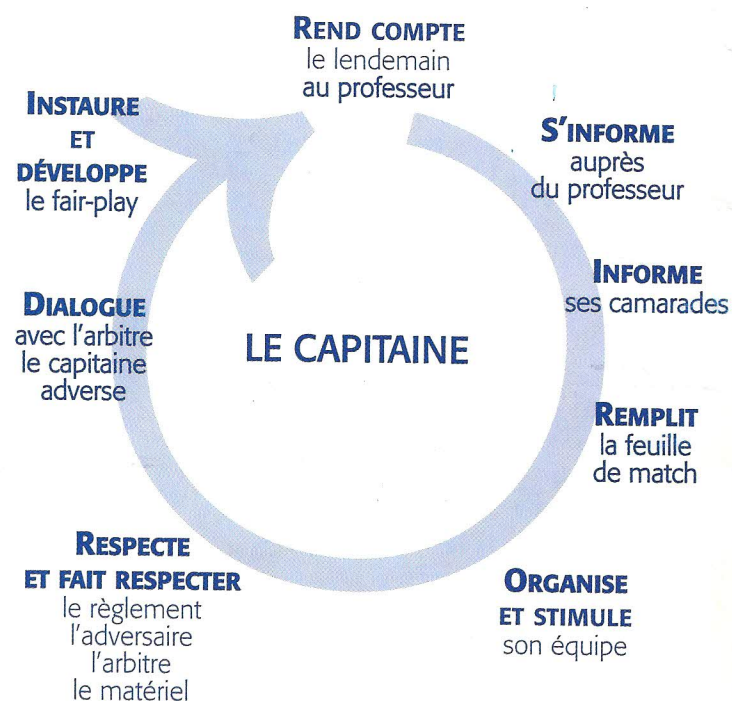 REND COMPTE
le lendemain
au professeur
S'INFORME
auprès
du professeur
INFORME
ses camarades
REMPLIT
la feuille
de match
ORGANISE
ET STIMULE
son équipe
RESPECTE
ET FAIT RESPECTER
le règlement
l'adversaire
l'arbitre
le matériel
DIALOGUE
avec l'arbitre
le capitaine
adverse
INSTAURE
ET
DÉVELOPPE
le fair-play
LE CAPITAINE